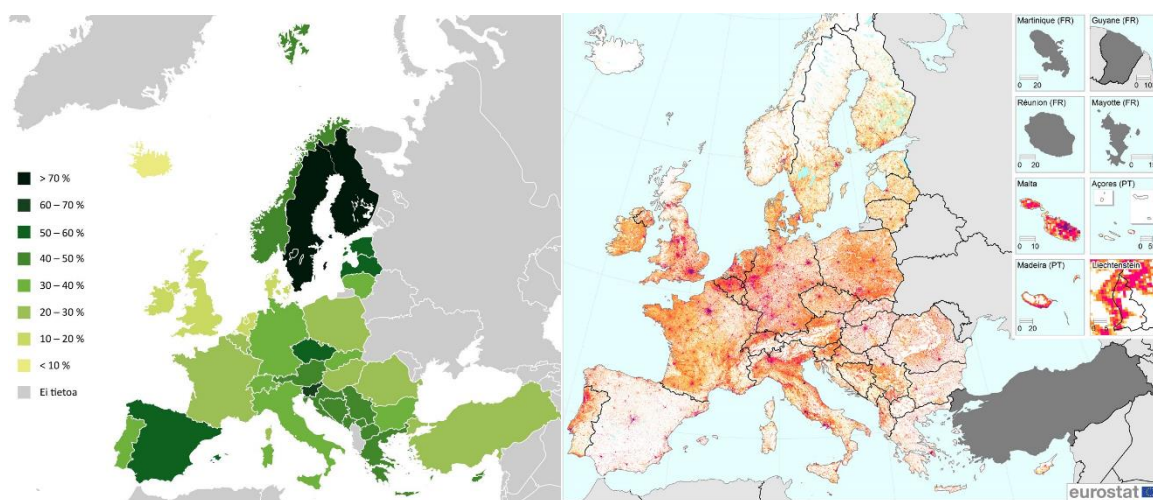 > 70 %
60 – 70 %
50 – 60 %
40 – 50 %
30 – 40 %
20 – 30 %
10 – 20 %
< 10 %
Ei tietoa
Martinique (FR)
0 20
Guyane (FR)
Réunion (FR)
0 20
Mayotte (FR)
Malta
0 10
Açores (PT)
Madeira (PT)
0 20
Liechtenstein
eurostat